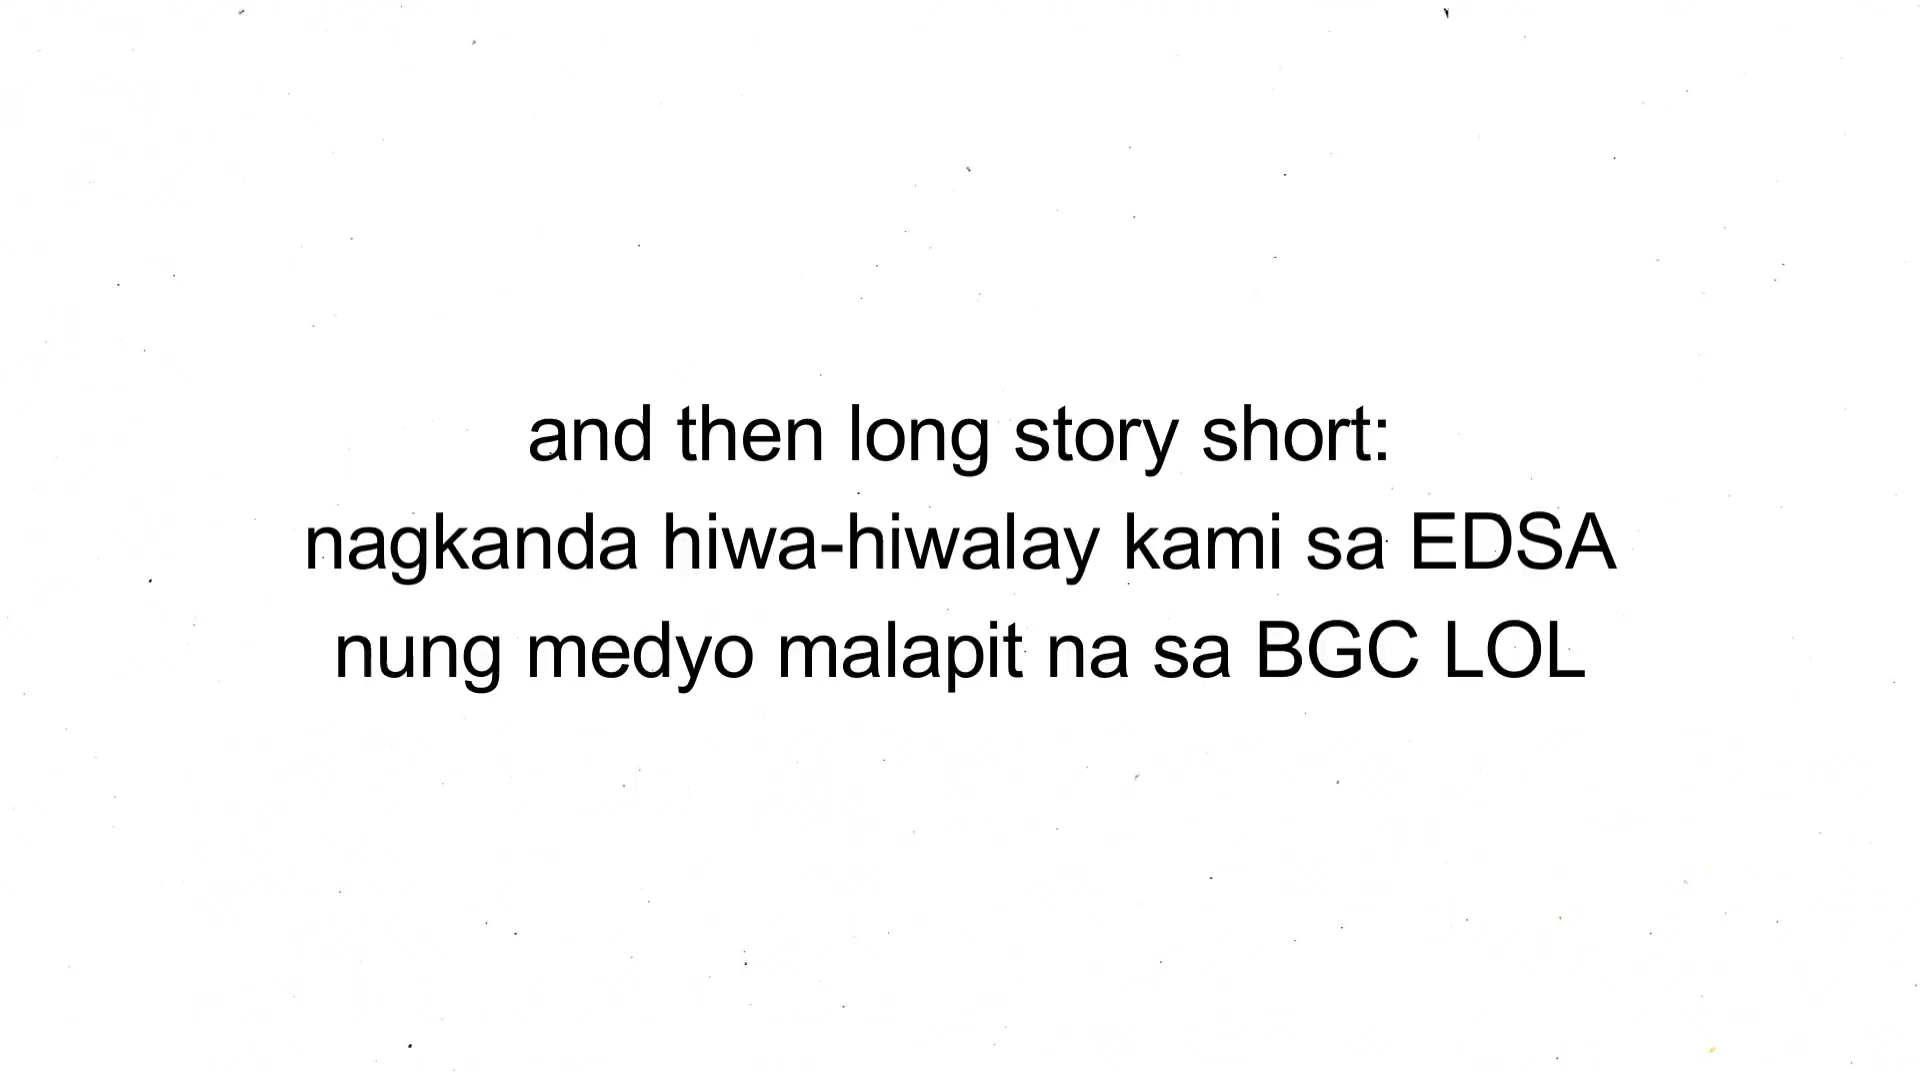 and then long story short:
nagkanda hiwa-hiwalay kami sa EDSA
nung medyo malapit na sa BGC LOL